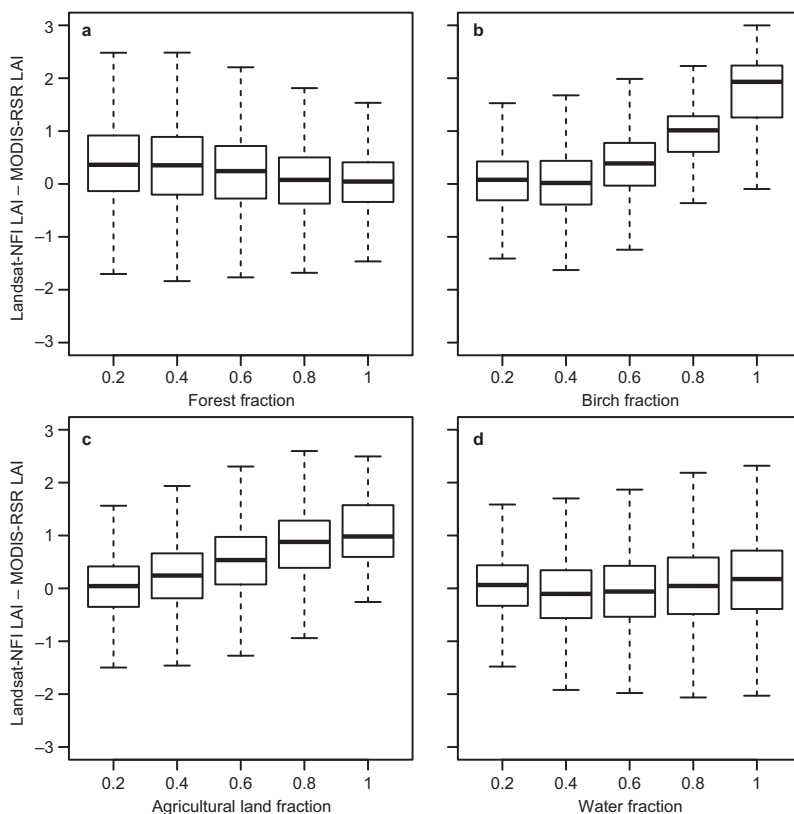 a
b
3
2
1
0
–1
–2
–3
Landsat-NFI LAI – MODIS-RSR LAI
0.2 0.4 0.6 0.8 1
Forest fraction
0.2 0.4 0.6 0.8 1
Birch fraction
c
d
3
2
1
0
–1
–2
–3
Landsat-NFI LAI – MODIS-RSR LAI
0.2 0.4 0.6 0.8 1
Agricultural land fraction
0.2 0.4 0.6 0.8 1
Water fraction